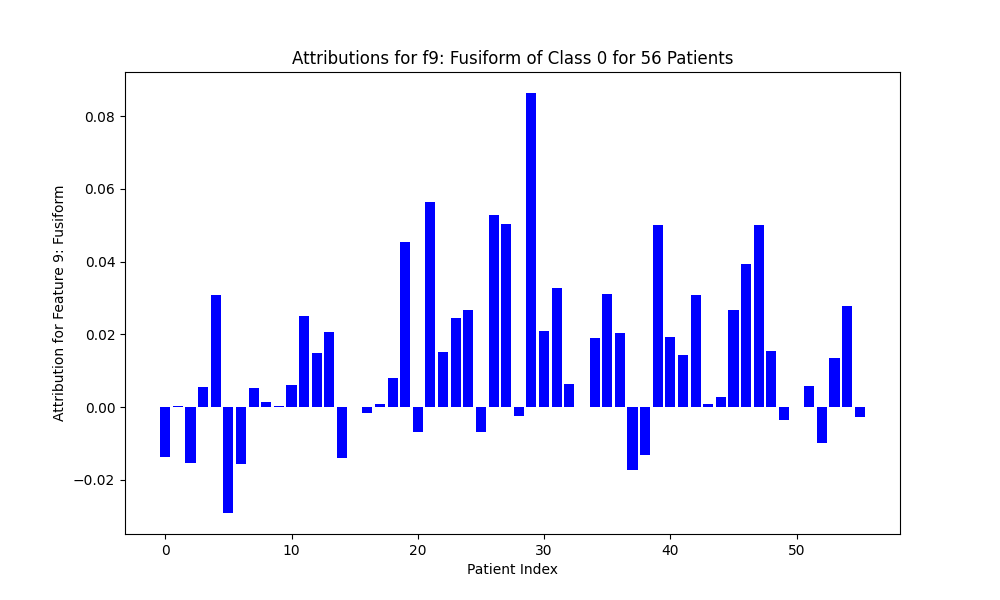 Attributions for f9: Fusiform of Class 0 for 56 Patients
Attribution for Feature 9: Fusiform
0.08
0.06
0.04
0.02
0.00
−0.02
0 10 20 30 40 50
Patient Index